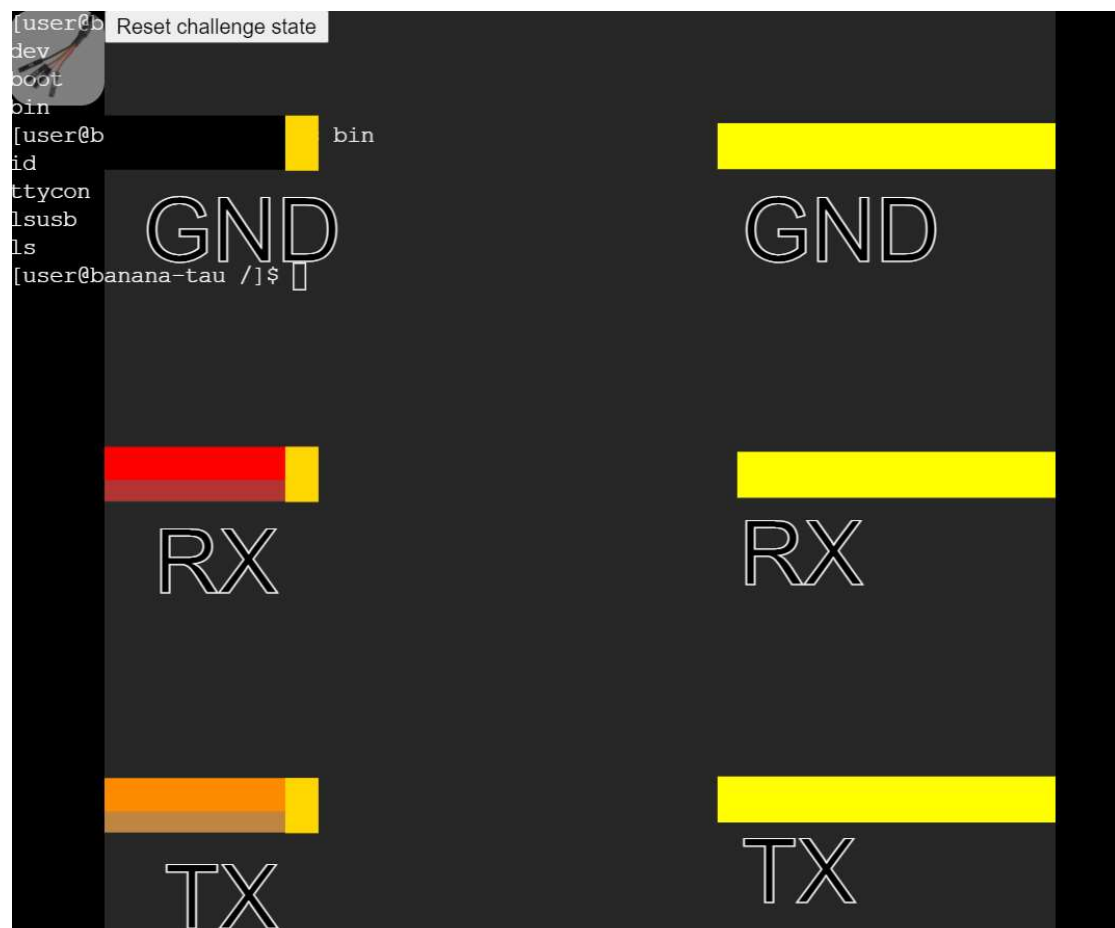 [user@b
Reset challenge state
dev
boot
bin
[user@b bin
id
ttycon
lsusb
ls
[user@banana-tau /]$
GND
GND
RX
RX
TX
TX